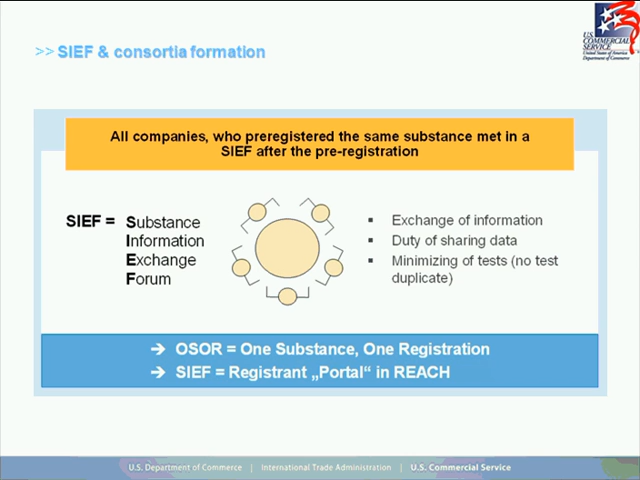 >> SIEF & consortia formation
U.S.
COMMERCIAL
SERVICE
United States of America
Department of Commerce
All companies, who preregistered the same substance met in a
SIEF after the pre-registration
SIEF = Substance
Information
Exchange
Forum
▪ Exchange of information
▪ Duty of sharing data
▪ Minimizing of tests (no test
duplicate)
➔ OSOR = One Substance, One Registration
➔ SIEF = Registrant „Portal“ in REACH
U.S. Department of Commerce | International Trade Administration | U.S. Commercial Service